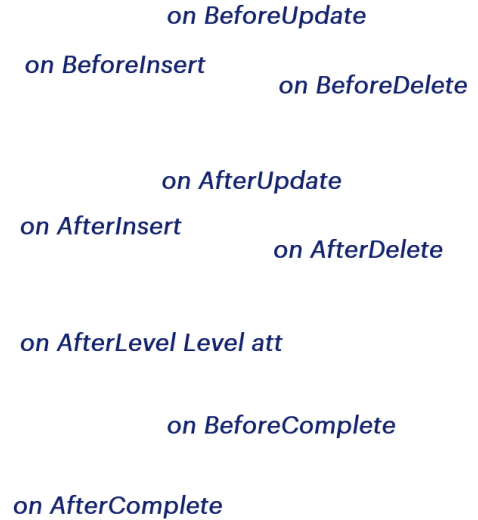 on BeforeUpdate
on BeforeInsert
on BeforeDelete
on AfterUpdate
on AfterInsert
on AfterDelete
on AfterLevel Level att
on BeforeComplete
on AfterComplete